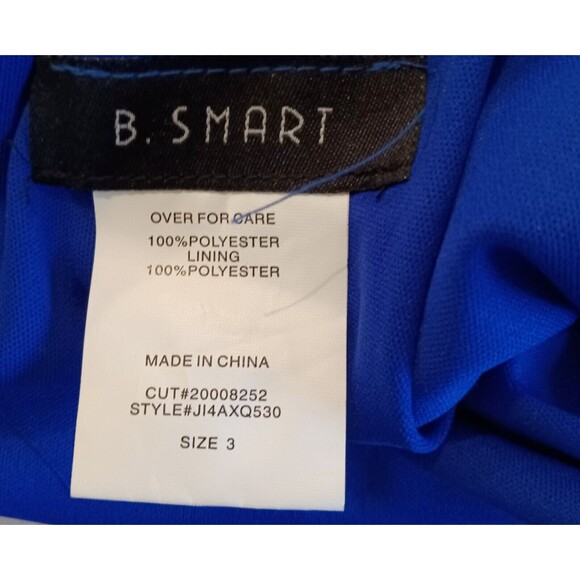 B. SMART
OVER FOR CARE
100%POLYESTER
LINING
100%POLYESTER
MADE IN CHINA
CUT#20008252
STYLE#JI4AXQ530
SIZE 3